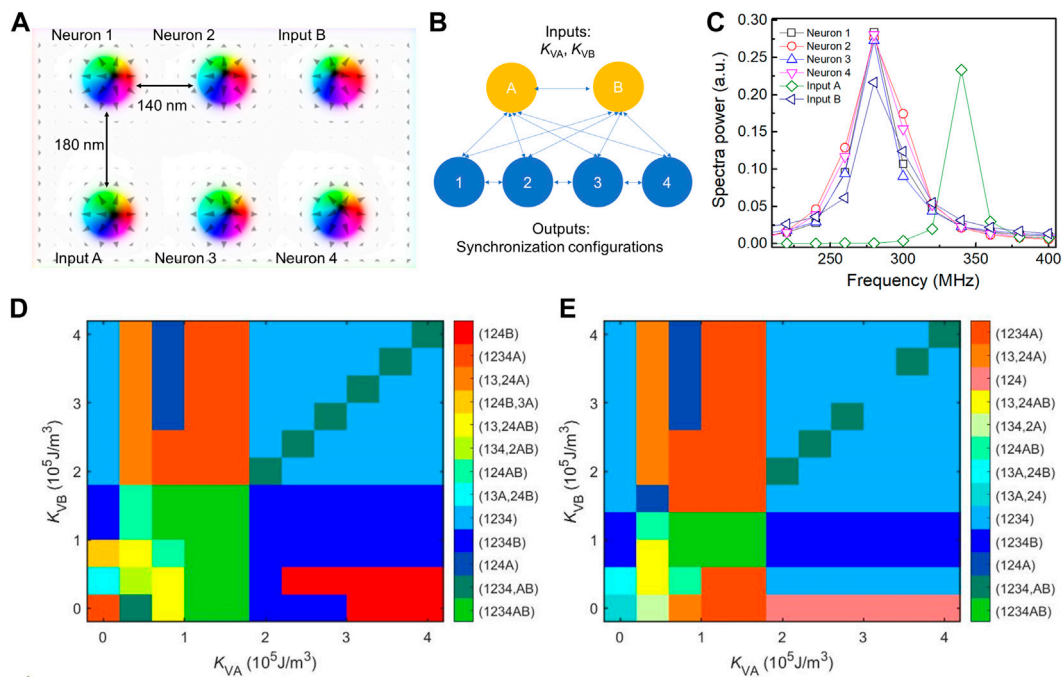 A
Neuron 1 Neuron 2 Input B
140 nm
180 nm
Input A Neuron 3 Neuron 4
B
Inputs:
K_VA, K_VB
A B
1 2 3 4
Outputs:
Synchronization configurations
C
Spectra power (a.u.)
0.30
0.25
0.20
0.15
0.10
0.05
0.00
Neuron 1
Neuron 2
Neuron 3
Neuron 4
Input A
Input B
250 300 350 400
Frequency (MHz)
D
K_VB (10^5J/m^3)
4
3
2
1
0
0 1 2 3 4
K_VA (10^5J/m^3)
(124B)
(1234A)
(13,24A)
(124B,3A)
(13,24AB)
(134,2AB)
(124AB)
(13A,24B)
(1234)
(1234B)
(124A)
(1234,AB)
(1234AB)
E
K_VB (10^5J/m^3)
4
3
2
1
0
0 1 2 3 4
K_VA (10^5J/m^3)
(1234A)
(13,24A)
(124)
(13,24AB)
(134,2A)
(124AB)
(13A,24B)
(13A,24)
(1234)
(1234B)
(124A)
(1234,AB)
(1234AB)